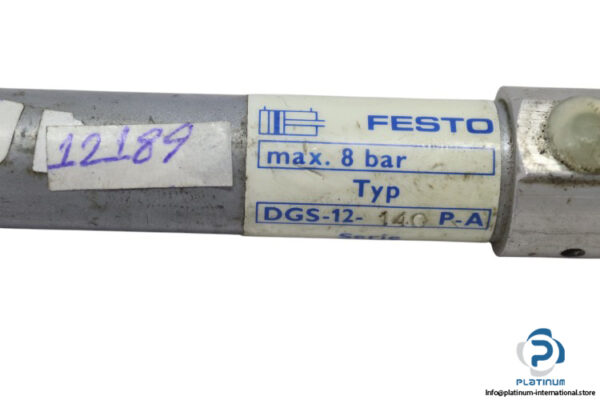 12189
FESTO
max. 8 bar
Typ
DGS-12- 140 P-A
Serie
PLATINUM
Info@platinum-international.store